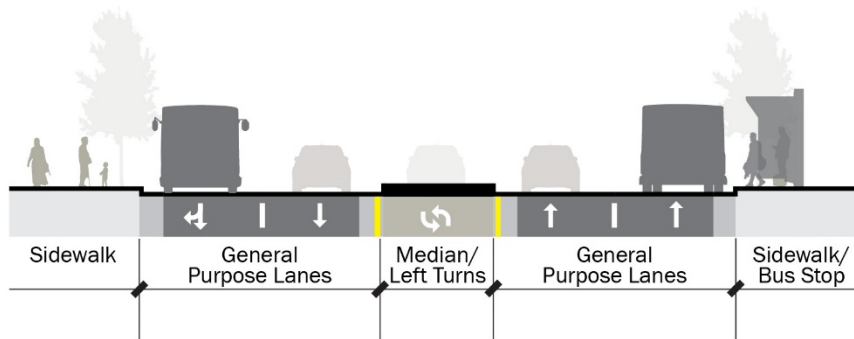 Sidewalk
General
Purpose Lanes
Median/
Left Turns
General
Purpose Lanes
Sidewalk/
Bus Stop